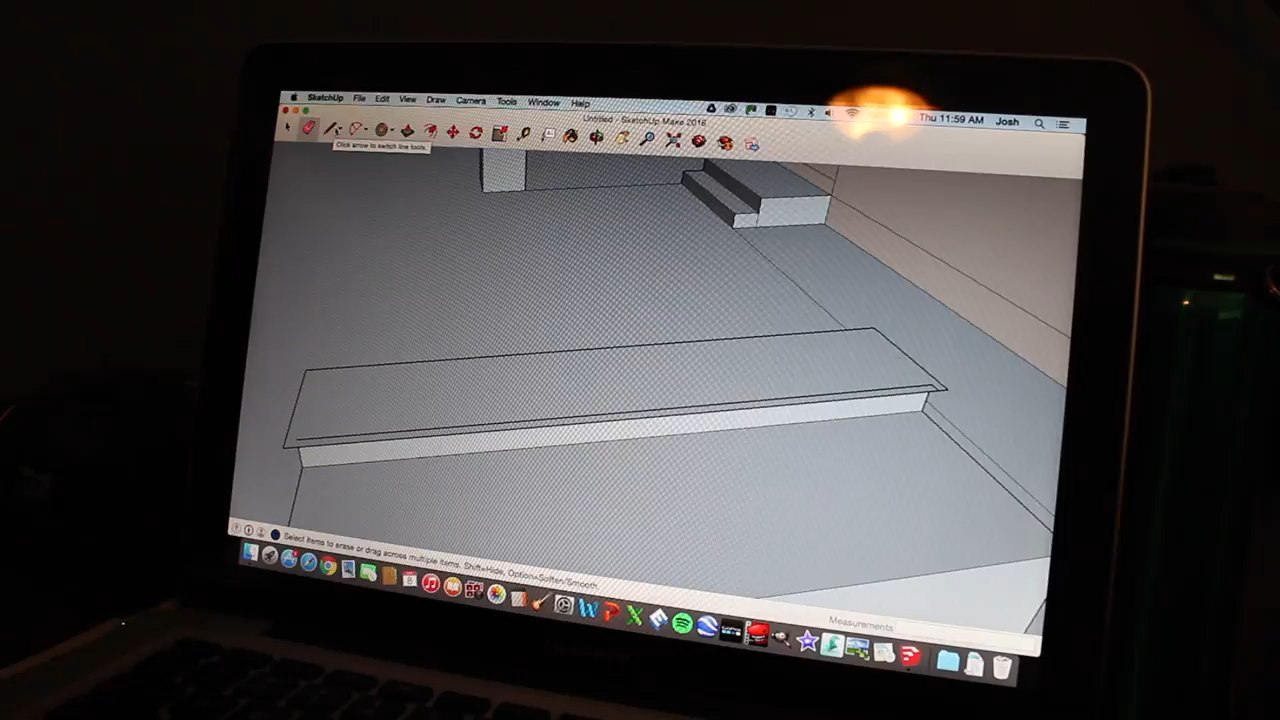 SketchUp File Edit View Draw Camera Tools Window Help
Thu 11:59 AM Josh
Untitled - SketchUp Make 2016
Click arrow to switch line tools.
Select items to erase or drag across multiple items. Shift=Hide, Option=Soften/Smooth.
Measurements